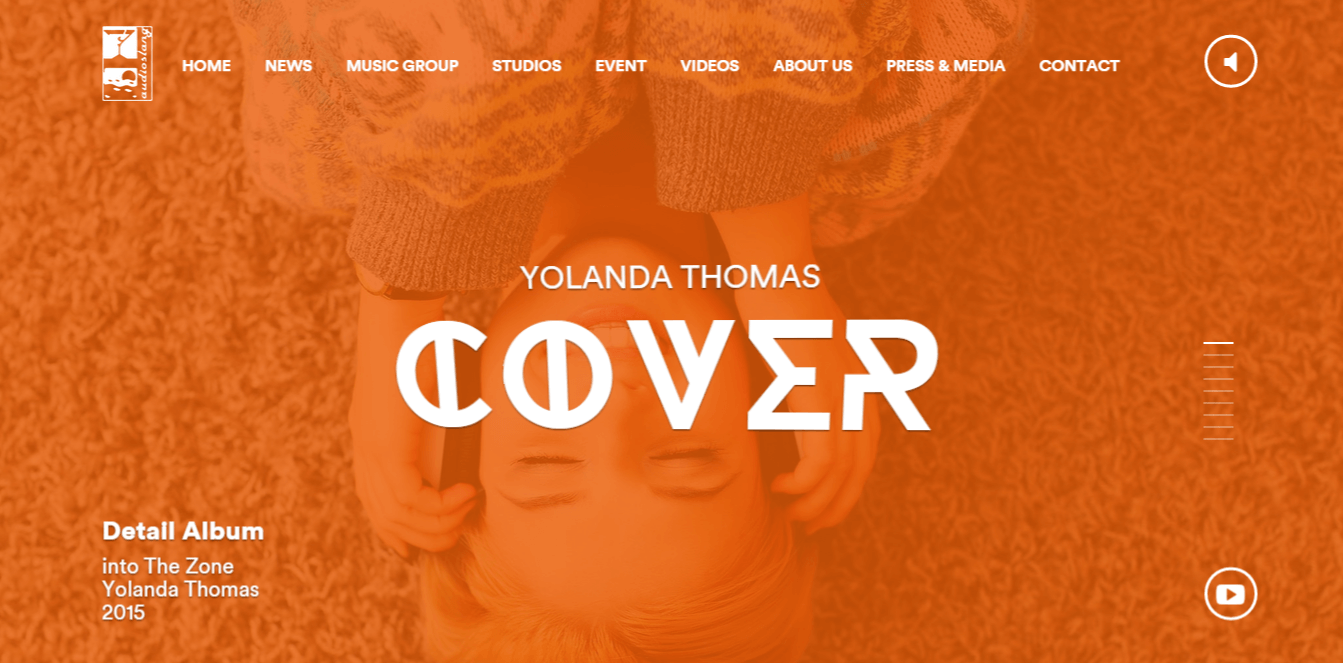 audioslang
HOME
NEWS
MUSIC GROUP
STUDIOS
EVENT
VIDEOS
ABOUT US
PRESS & MEDIA
CONTACT
YOLANDA THOMAS
COVER
Detail Album
into The Zone
Yolanda Thomas
2015